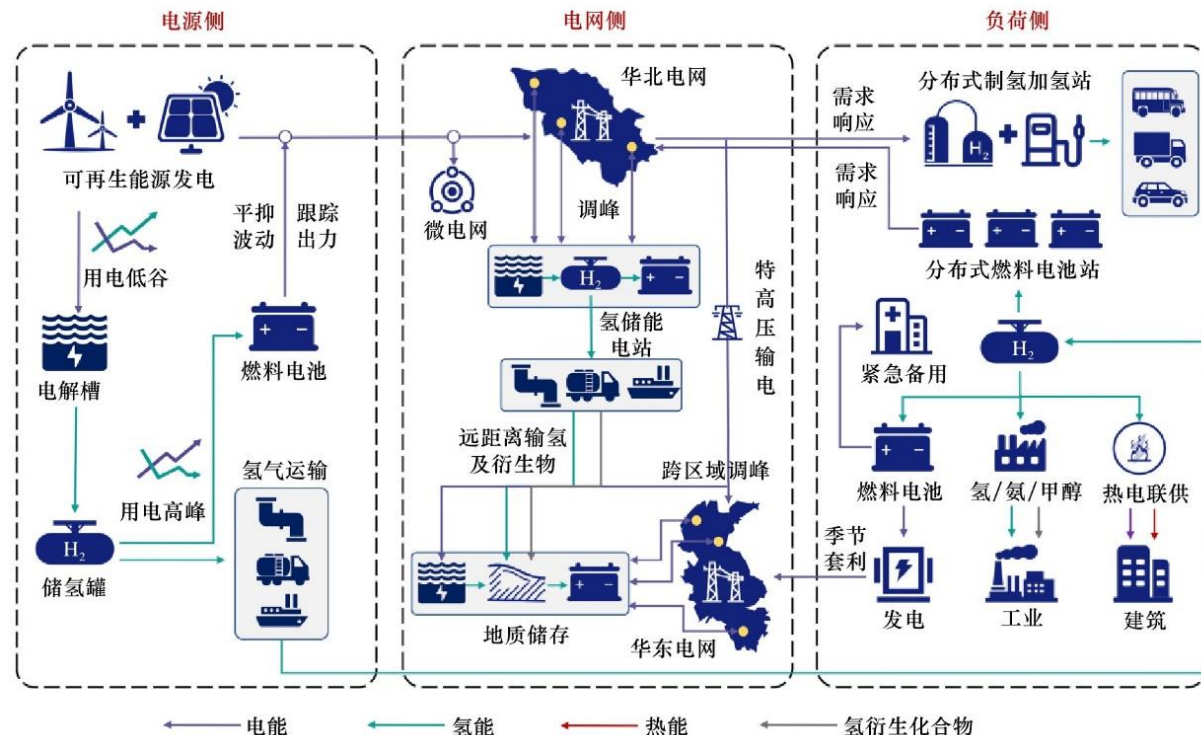 电源侧
电网侧
负荷侧
可再生能源发电
用电低谷
平抑
波动
跟踪
出力
电解槽
燃料电池
用电高峰
H₂
储氢罐
氢气运输
华北电网
微电网
调峰
H₂
氢储能
电站
特高压输电
远距离输氢
及衍生物
跨区域调峰
地质储存
华东电网
需求
响应
需求
响应
分布式制氢加氢站
H₂
分布式燃料电池站
紧急备用
H₂
燃料电池
氢/氨/甲醇
热电联供
季节
套利
发电
工业
建筑
电能
氢能
热能
氢衍生化合物